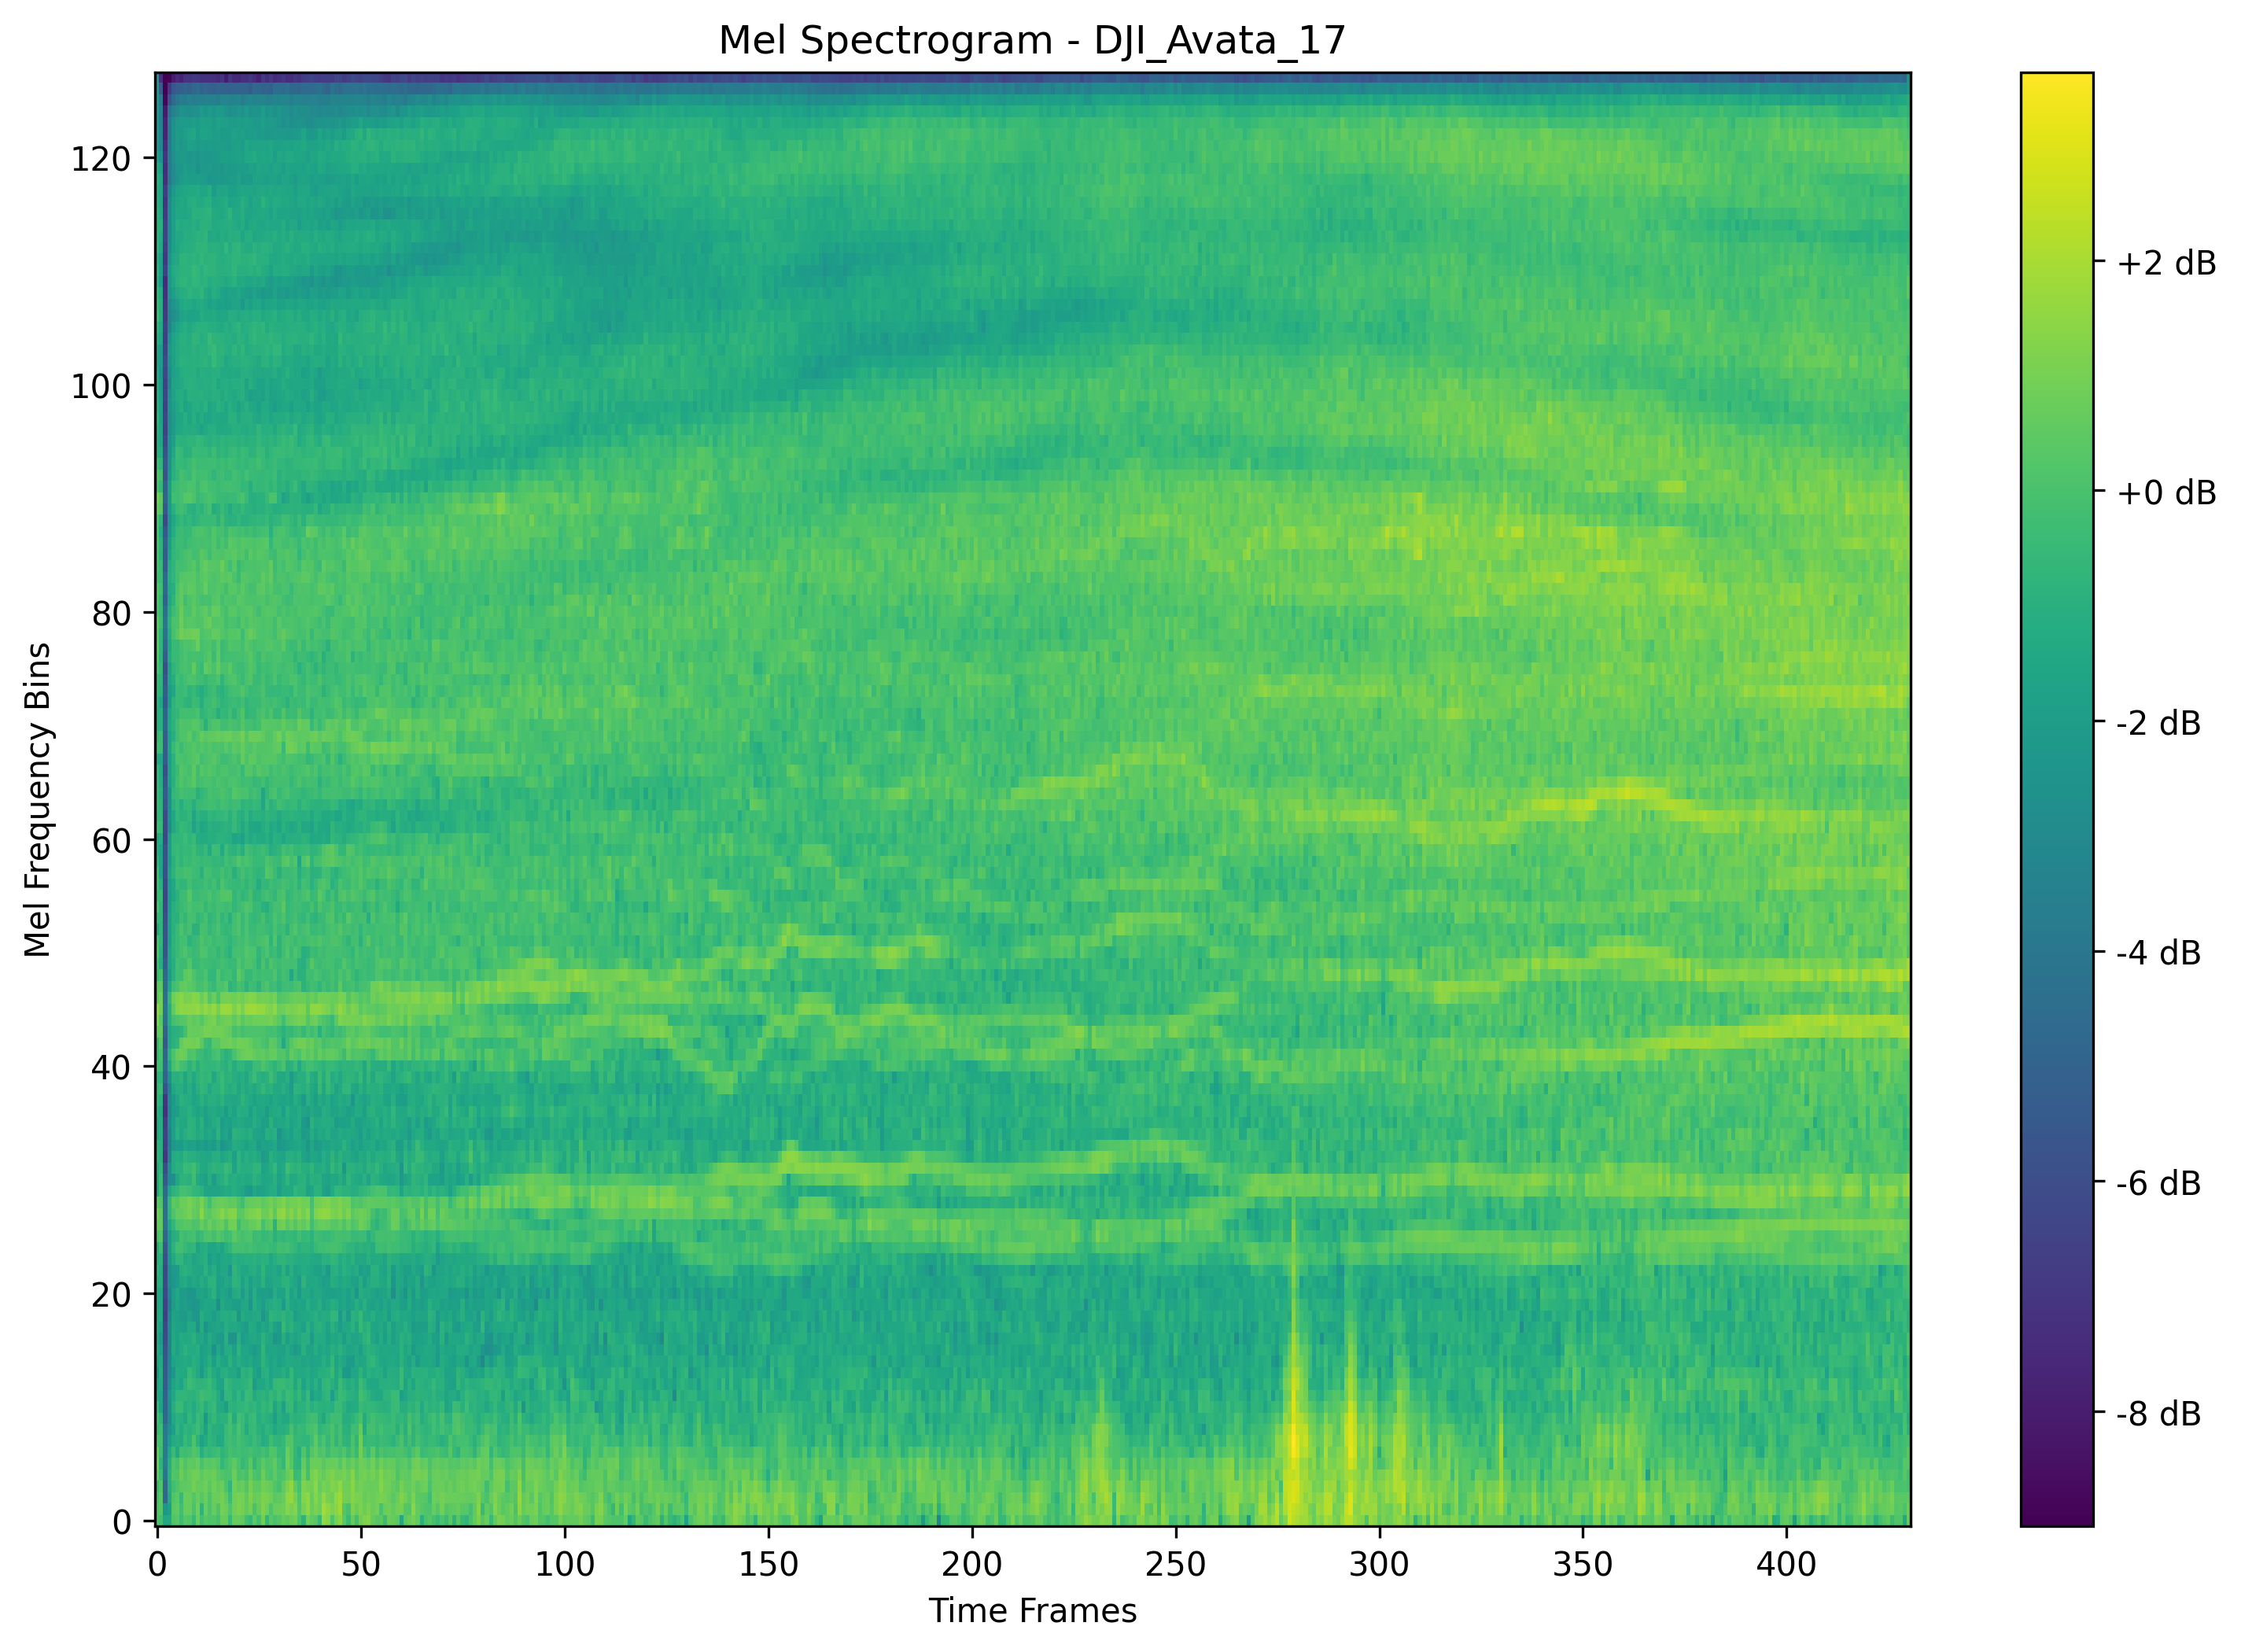 Mel Spectrogram - DJI_Avata_17
120
100
80
60
40
20
0
Mel Frequency Bins
0 50 100 150 200 250 300 350 400
Time Frames
+2 dB
+0 dB
-2 dB
-4 dB
-6 dB
-8 dB